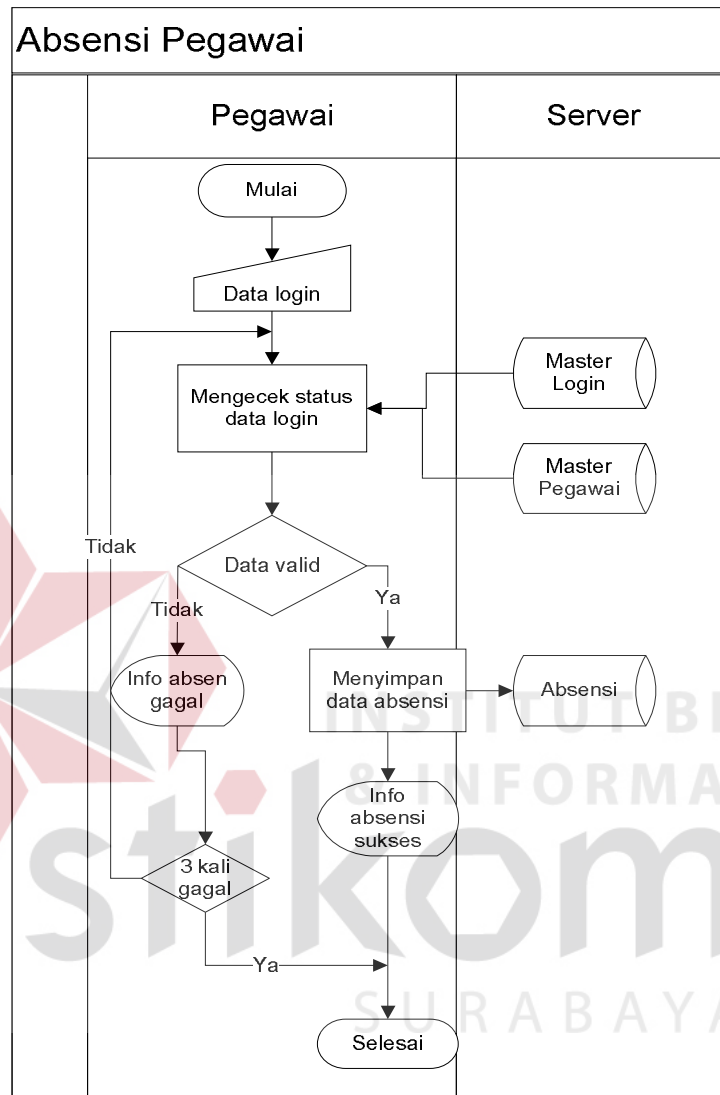 Absensi Pegawai
Pegawai
Server
Mulai
Data login
Master
Login
Mengecek status
data login
Master
Pegawai
Data valid
Tidak
Ya
Tidak
Info absen
gagal
Menyimpan
data absensi
Absensi
INSTITUT BI
& INFORMA
Info
absensi
sukses
stikom
3 kali
gagal
Ya
SURABAYA
Selesai